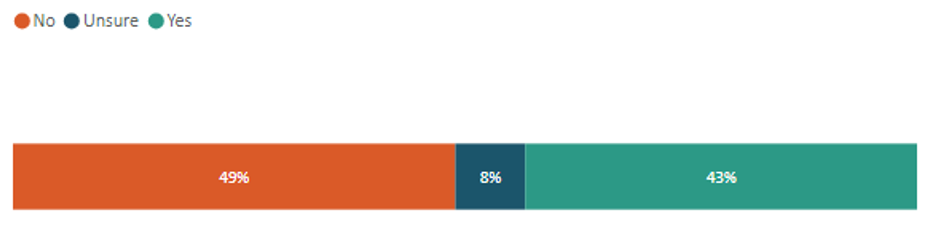 No Unsure Yes
49% 8% 43%